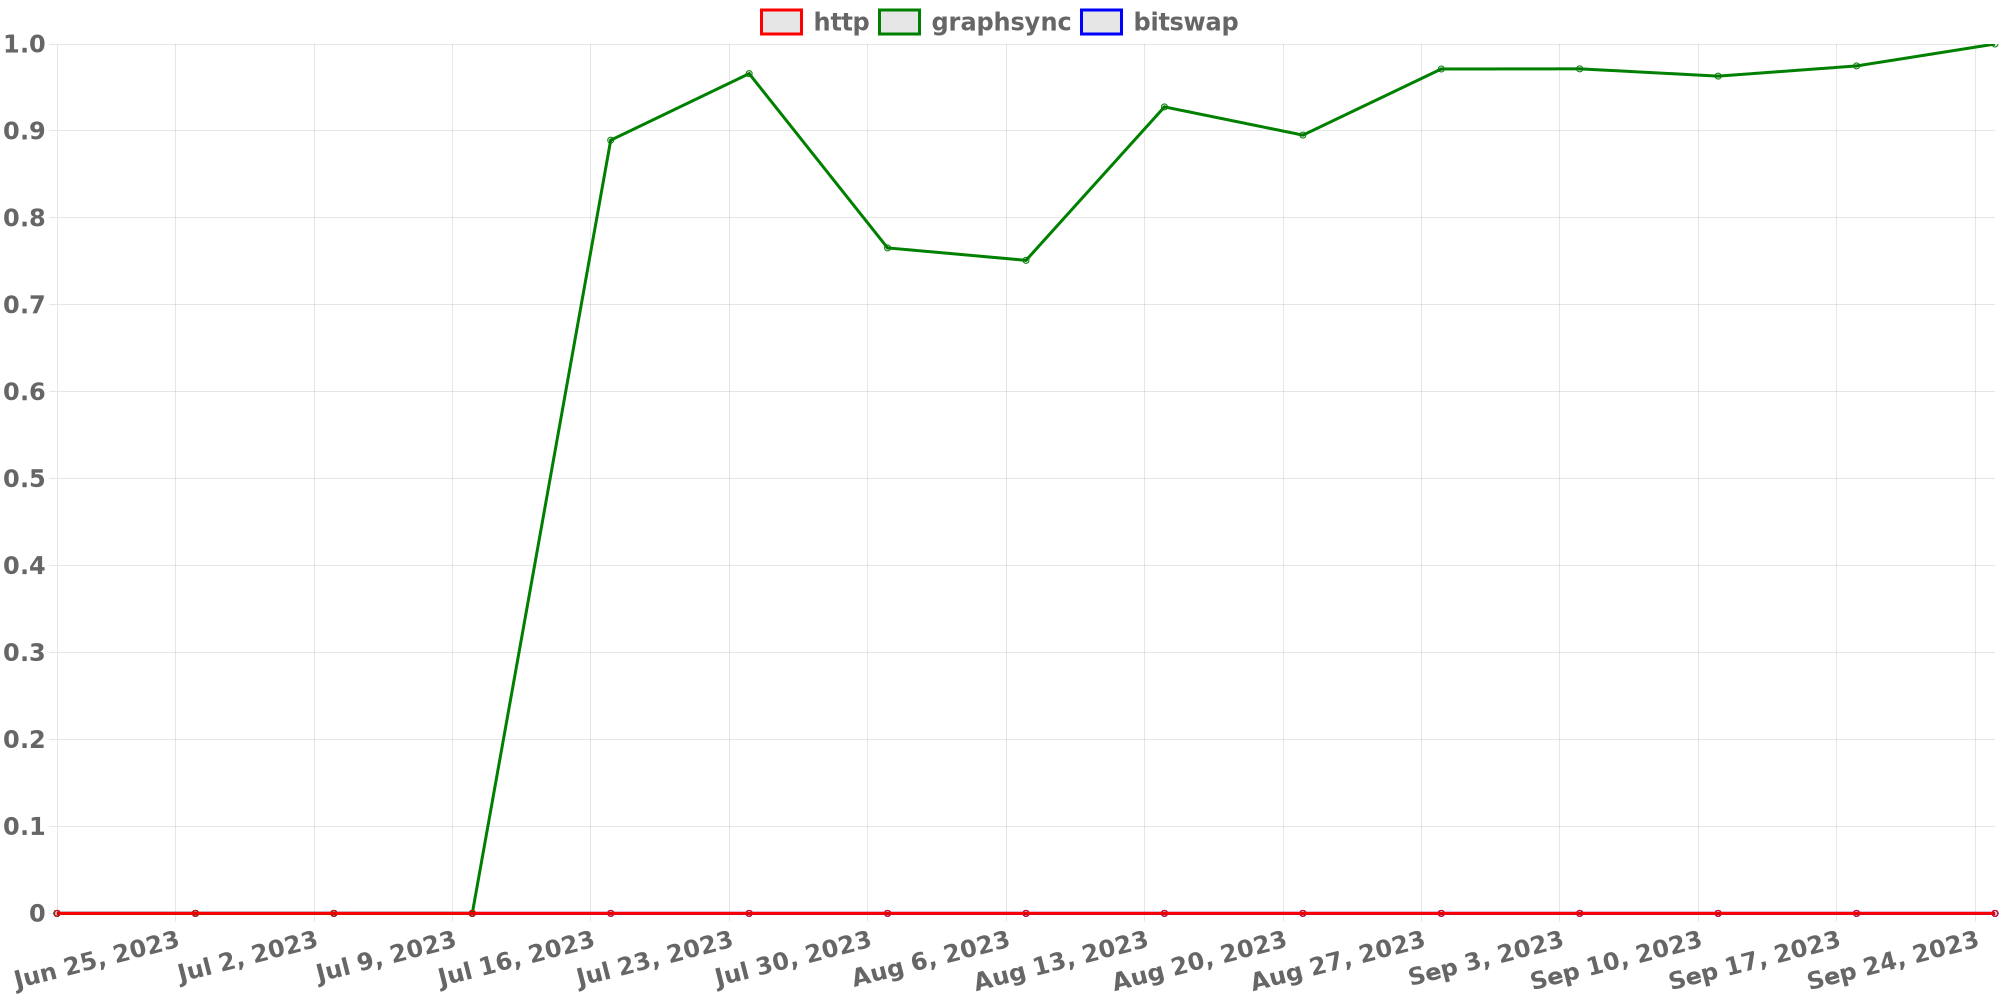 http graphsync bitswap
1.0
0.9
0.8
0.7
0.6
0.5
0.4
0.3
0.2
0.1
0
Jun 25, 2023
Jul 2, 2023
Jul 9, 2023
Jul 16, 2023
Jul 23, 2023
Jul 30, 2023
Aug 6, 2023
Aug 13, 2023
Aug 20, 2023
Aug 27, 2023
Sep 3, 2023
Sep 10, 2023
Sep 17, 2023
Sep 24, 2023